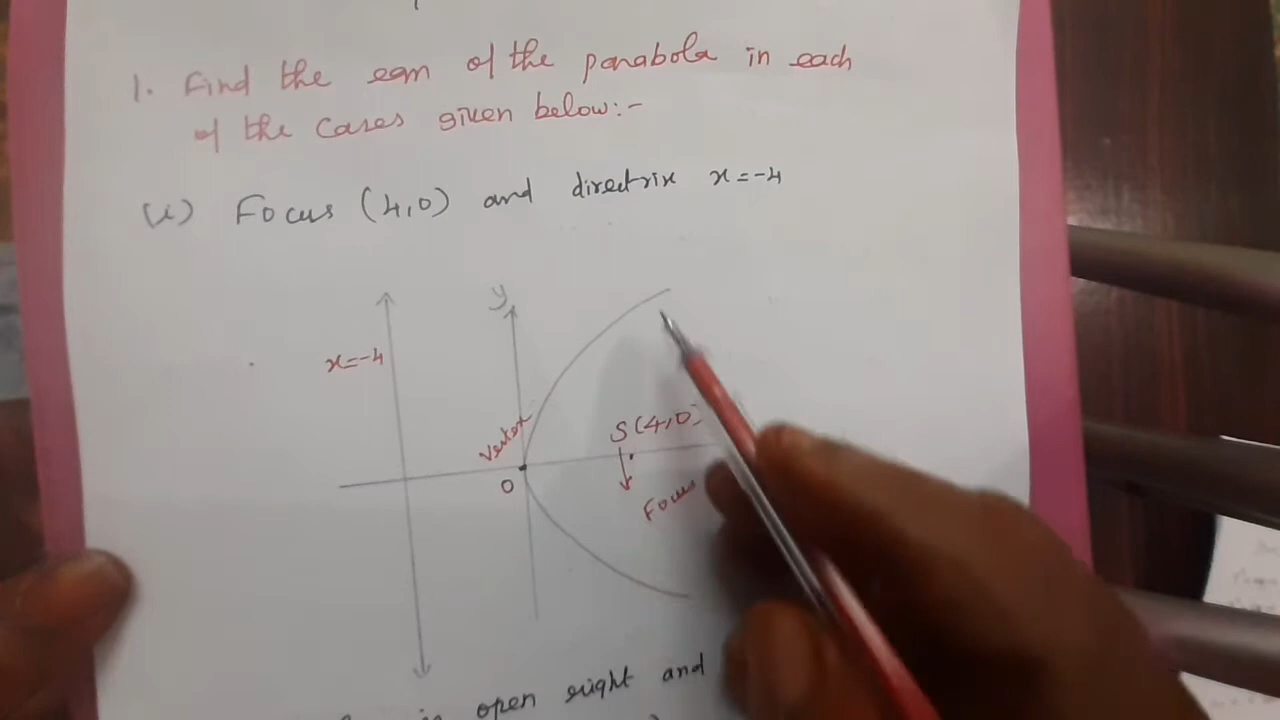 1. Find the eqn of the parabola in each
of the cases given below:-
(i) Focus (4,0) and directrix x=-4
y
x=-4
Vertex
S(4,0)
O
Focus
open right and